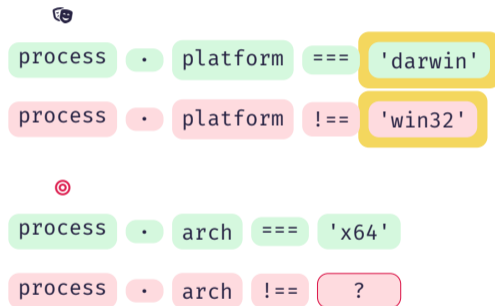 process . platform === 'darwin'
process . platform !== 'win32'
process . arch === 'x64'
process . arch !== ?